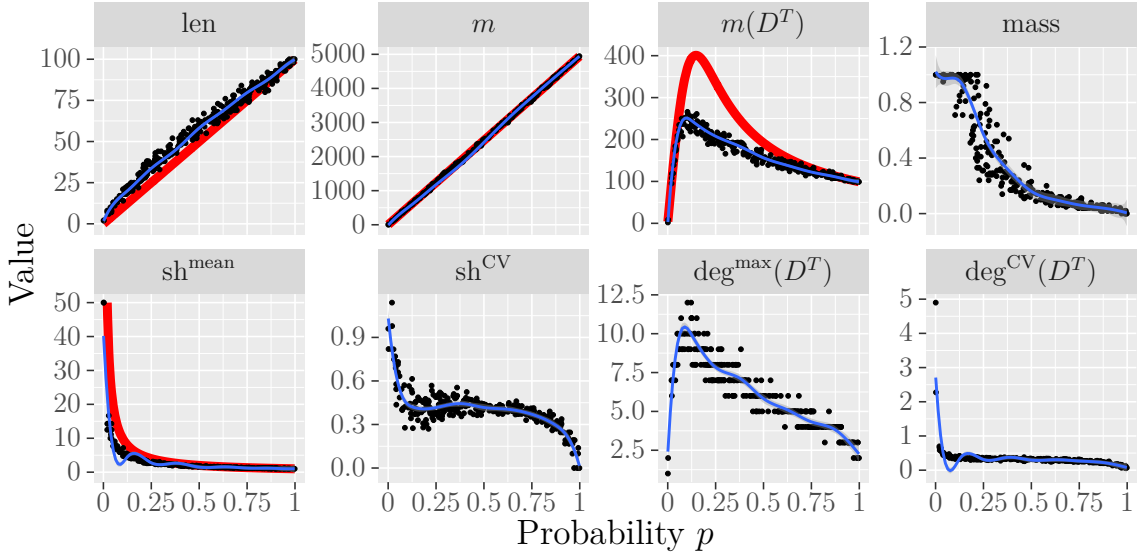 len
m
m(D^T)
mass
100
75
50
25
0
5000
4000
3000
2000
1000
0
400
300
200
100
0
1.2
0.8
0.4
0.0
Value
sh^mean
sh^CV
deg^max(D^T)
deg^CV(D^T)
50
40
30
20
10
0
0.9
0.6
0.3
0.0
12.5
10.0
7.5
5.0
2.5
5
4
3
2
1
0
0 0.25 0.5 0.75 1
0 0.25 0.5 0.75 1
0 0.25 0.5 0.75 1
0 0.25 0.5 0.75 1
Probability p